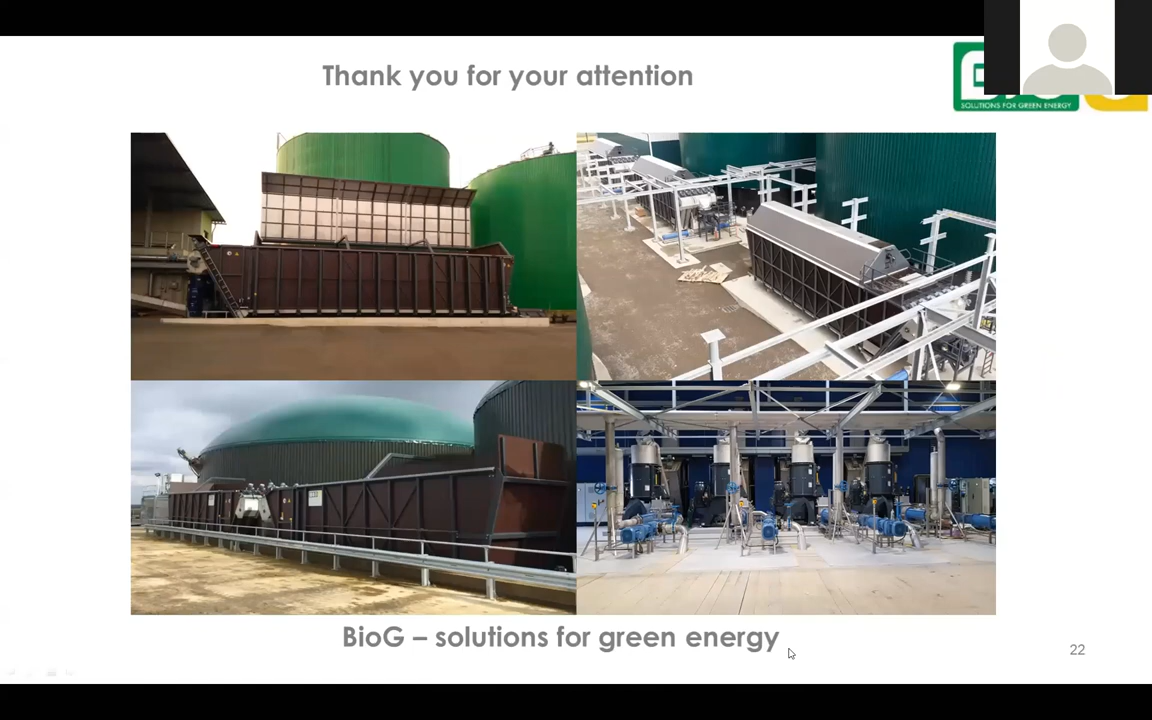 Thank you for your attention
SOLUTIONS FOR GREEN ENERGY
BioG – solutions for green energy
22